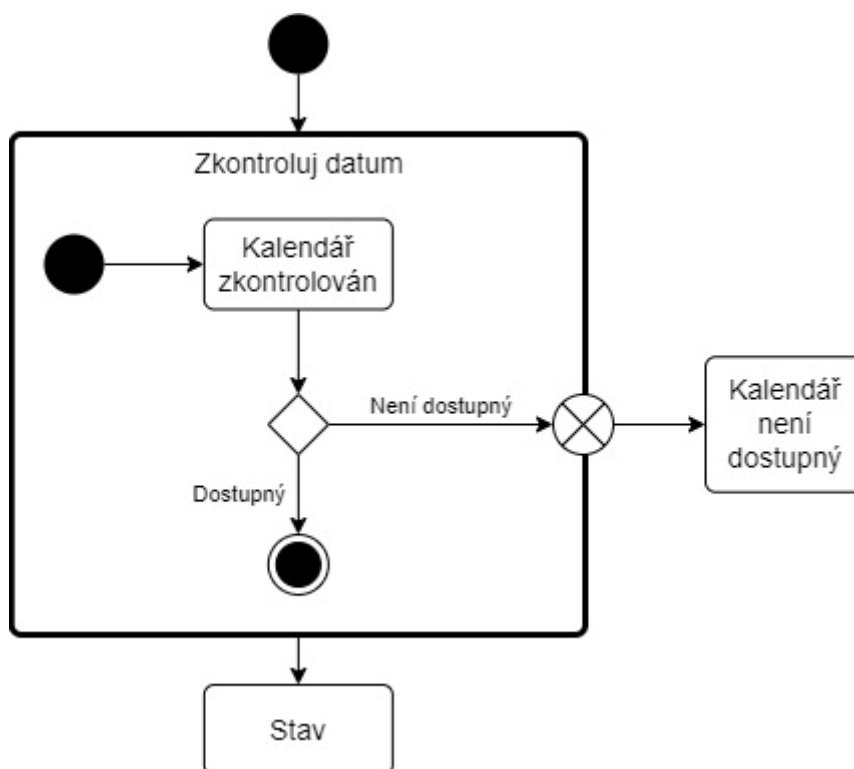 Zkontroluj datum
Kalendář
zkontrolován
Není dostupný
Kalendář
není
dostupný
Dostupný
Stav